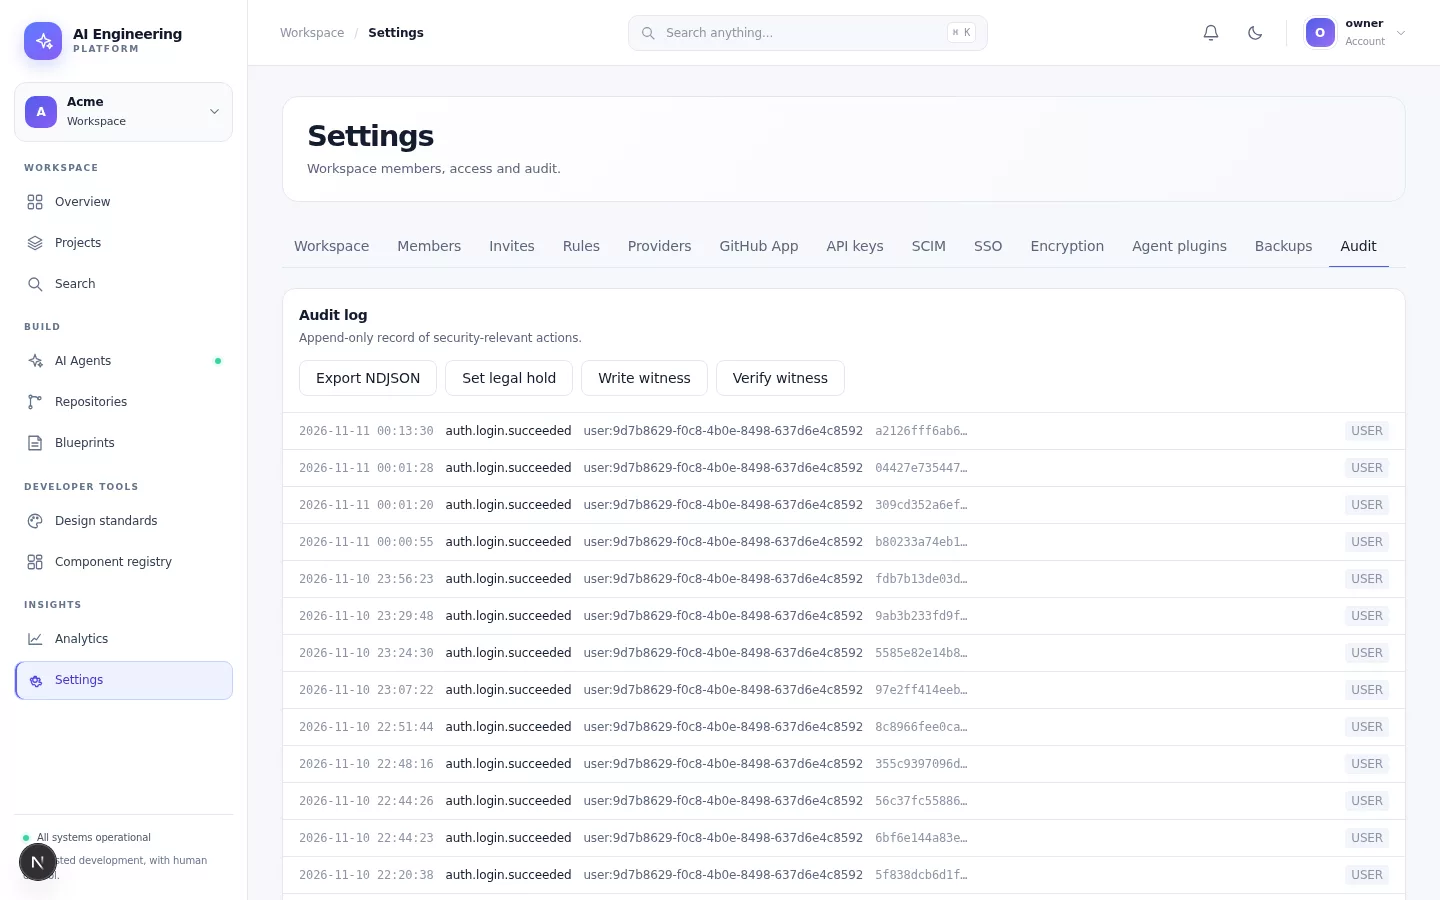 AI Engineering
PLATFORM
A
Acme
Workspace
WORKSPACE
Overview
Projects
Search
BUILD
AI Agents
Repositories
Blueprints
DEVELOPER TOOLS
Design standards
Component registry
INSIGHTS
Analytics
Settings
All systems operational
sted development, with human
N
Workspace / Settings
Search anything...
⌘ K
O
owner
Account
Settings
Workspace members, access and audit.
Workspace Members Invites Rules Providers GitHub App API keys SCIM SSO Encryption Agent plugins Backups Audit
Audit log
Append-only record of security-relevant actions.
Export NDJSON Set legal hold Write witness Verify witness
2026-11-11 00:13:30 auth.login.succeeded user:9d7b8629-f0c8-4b0e-8498-637d6e4c8592 a2126fff6ab6… USER
2026-11-11 00:01:28 auth.login.succeeded user:9d7b8629-f0c8-4b0e-8498-637d6e4c8592 04427e735447… USER
2026-11-11 00:01:20 auth.login.succeeded user:9d7b8629-f0c8-4b0e-8498-637d6e4c8592 309cd352a6ef… USER
2026-11-11 00:00:55 auth.login.succeeded user:9d7b8629-f0c8-4b0e-8498-637d6e4c8592 b80233a74eb1… USER
2026-11-10 23:56:23 auth.login.succeeded user:9d7b8629-f0c8-4b0e-8498-637d6e4c8592 fdb7b13de03d… USER
2026-11-10 23:29:48 auth.login.succeeded user:9d7b8629-f0c8-4b0e-8498-637d6e4c8592 9ab3b233fd9f… USER
2026-11-10 23:24:30 auth.login.succeeded user:9d7b8629-f0c8-4b0e-8498-637d6e4c8592 5585e82e14b8… USER
2026-11-10 23:07:22 auth.login.succeeded user:9d7b8629-f0c8-4b0e-8498-637d6e4c8592 97e2ff414eeb… USER
2026-11-10 22:51:44 auth.login.succeeded user:9d7b8629-f0c8-4b0e-8498-637d6e4c8592 8c8966fee0ca… USER
2026-11-10 22:48:16 auth.login.succeeded user:9d7b8629-f0c8-4b0e-8498-637d6e4c8592 355c9397096d… USER
2026-11-10 22:44:26 auth.login.succeeded user:9d7b8629-f0c8-4b0e-8498-637d6e4c8592 56c37fc55886… USER
2026-11-10 22:44:23 auth.login.succeeded user:9d7b8629-f0c8-4b0e-8498-637d6e4c8592 6bf6e144a83e… USER
2026-11-10 22:20:38 auth.login.succeeded user:9d7b8629-f0c8-4b0e-8498-637d6e4c8592 5f838dcb6d1f… USER